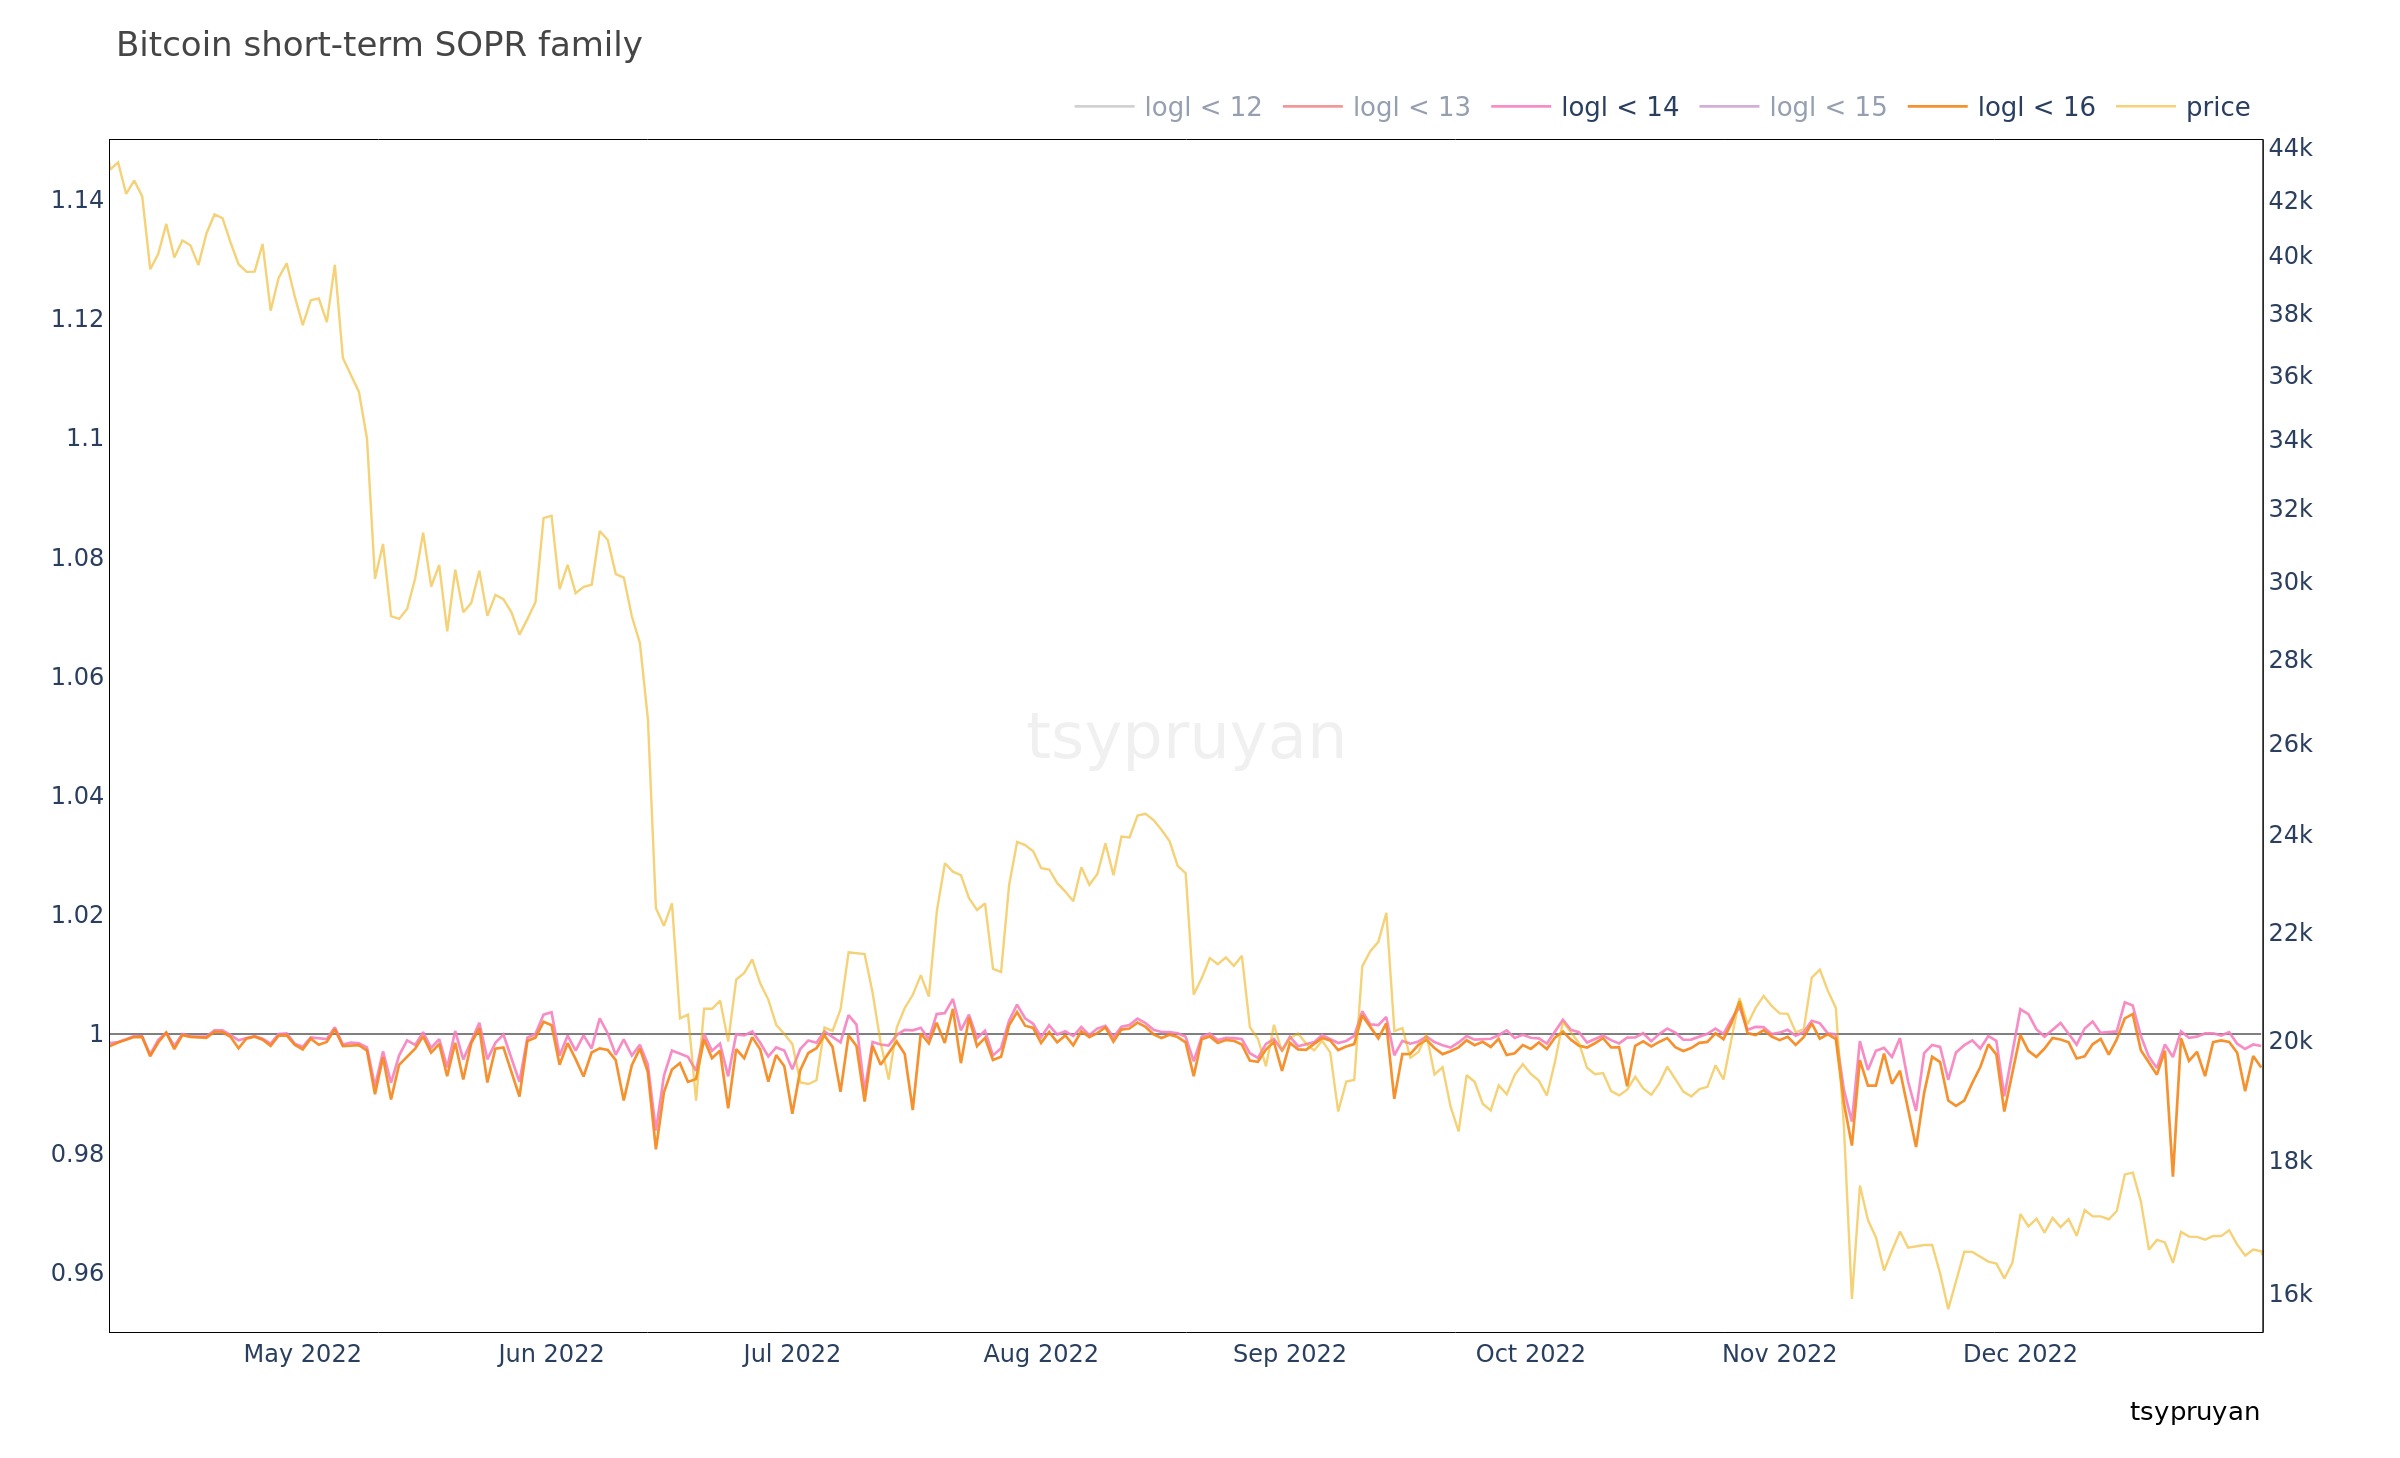 Bitcoin short-term SOPR family
logl < 12 logl < 13 logl < 14 logl < 15 logl < 16 price
44k
1.14 42k
40k
1.12 38k
36k
1.1 34k
32k
1.08 30k
1.06 28k
tsypruyan
26k
1.04 24k
1.02 22k
1 20k
0.98 18k
0.96 16k
May 2022 Jun 2022 Jul 2022 Aug 2022 Sep 2022 Oct 2022 Nov 2022 Dec 2022
tsypruyan